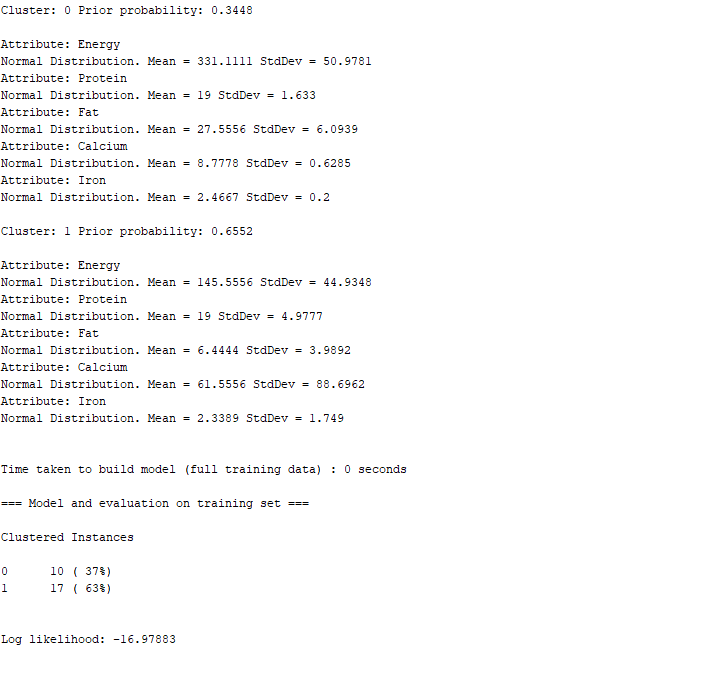 Cluster: 0 Prior probability: 0.3448
Attribute: Energy
Normal Distribution. Mean = 331.1111 StdDev = 50.9781
Attribute: Protein
Normal Distribution. Mean = 19 StdDev = 1.633
Attribute: Fat
Normal Distribution. Mean = 27.5556 StdDev = 6.0939
Attribute: Calcium
Normal Distribution. Mean = 8.7778 StdDev = 0.6285
Attribute: Iron
Normal Distribution. Mean = 2.4667 StdDev = 0.2
Cluster: 1 Prior probability: 0.6552
Attribute: Energy
Normal Distribution. Mean = 145.5556 StdDev = 44.9348
Attribute: Protein
Normal Distribution. Mean = 19 StdDev = 4.9777
Attribute: Fat
Normal Distribution. Mean = 6.4444 StdDev = 3.9892
Attribute: Calcium
Normal Distribution. Mean = 61.5556 StdDev = 88.6962
Attribute: Iron
Normal Distribution. Mean = 2.3389 StdDev = 1.749
Time taken to build model (full training data) : 0 seconds
=== Model and evaluation on training set ===
Clustered Instances
0      10 ( 37%)
1      17 ( 63%)
Log likelihood: -16.97883